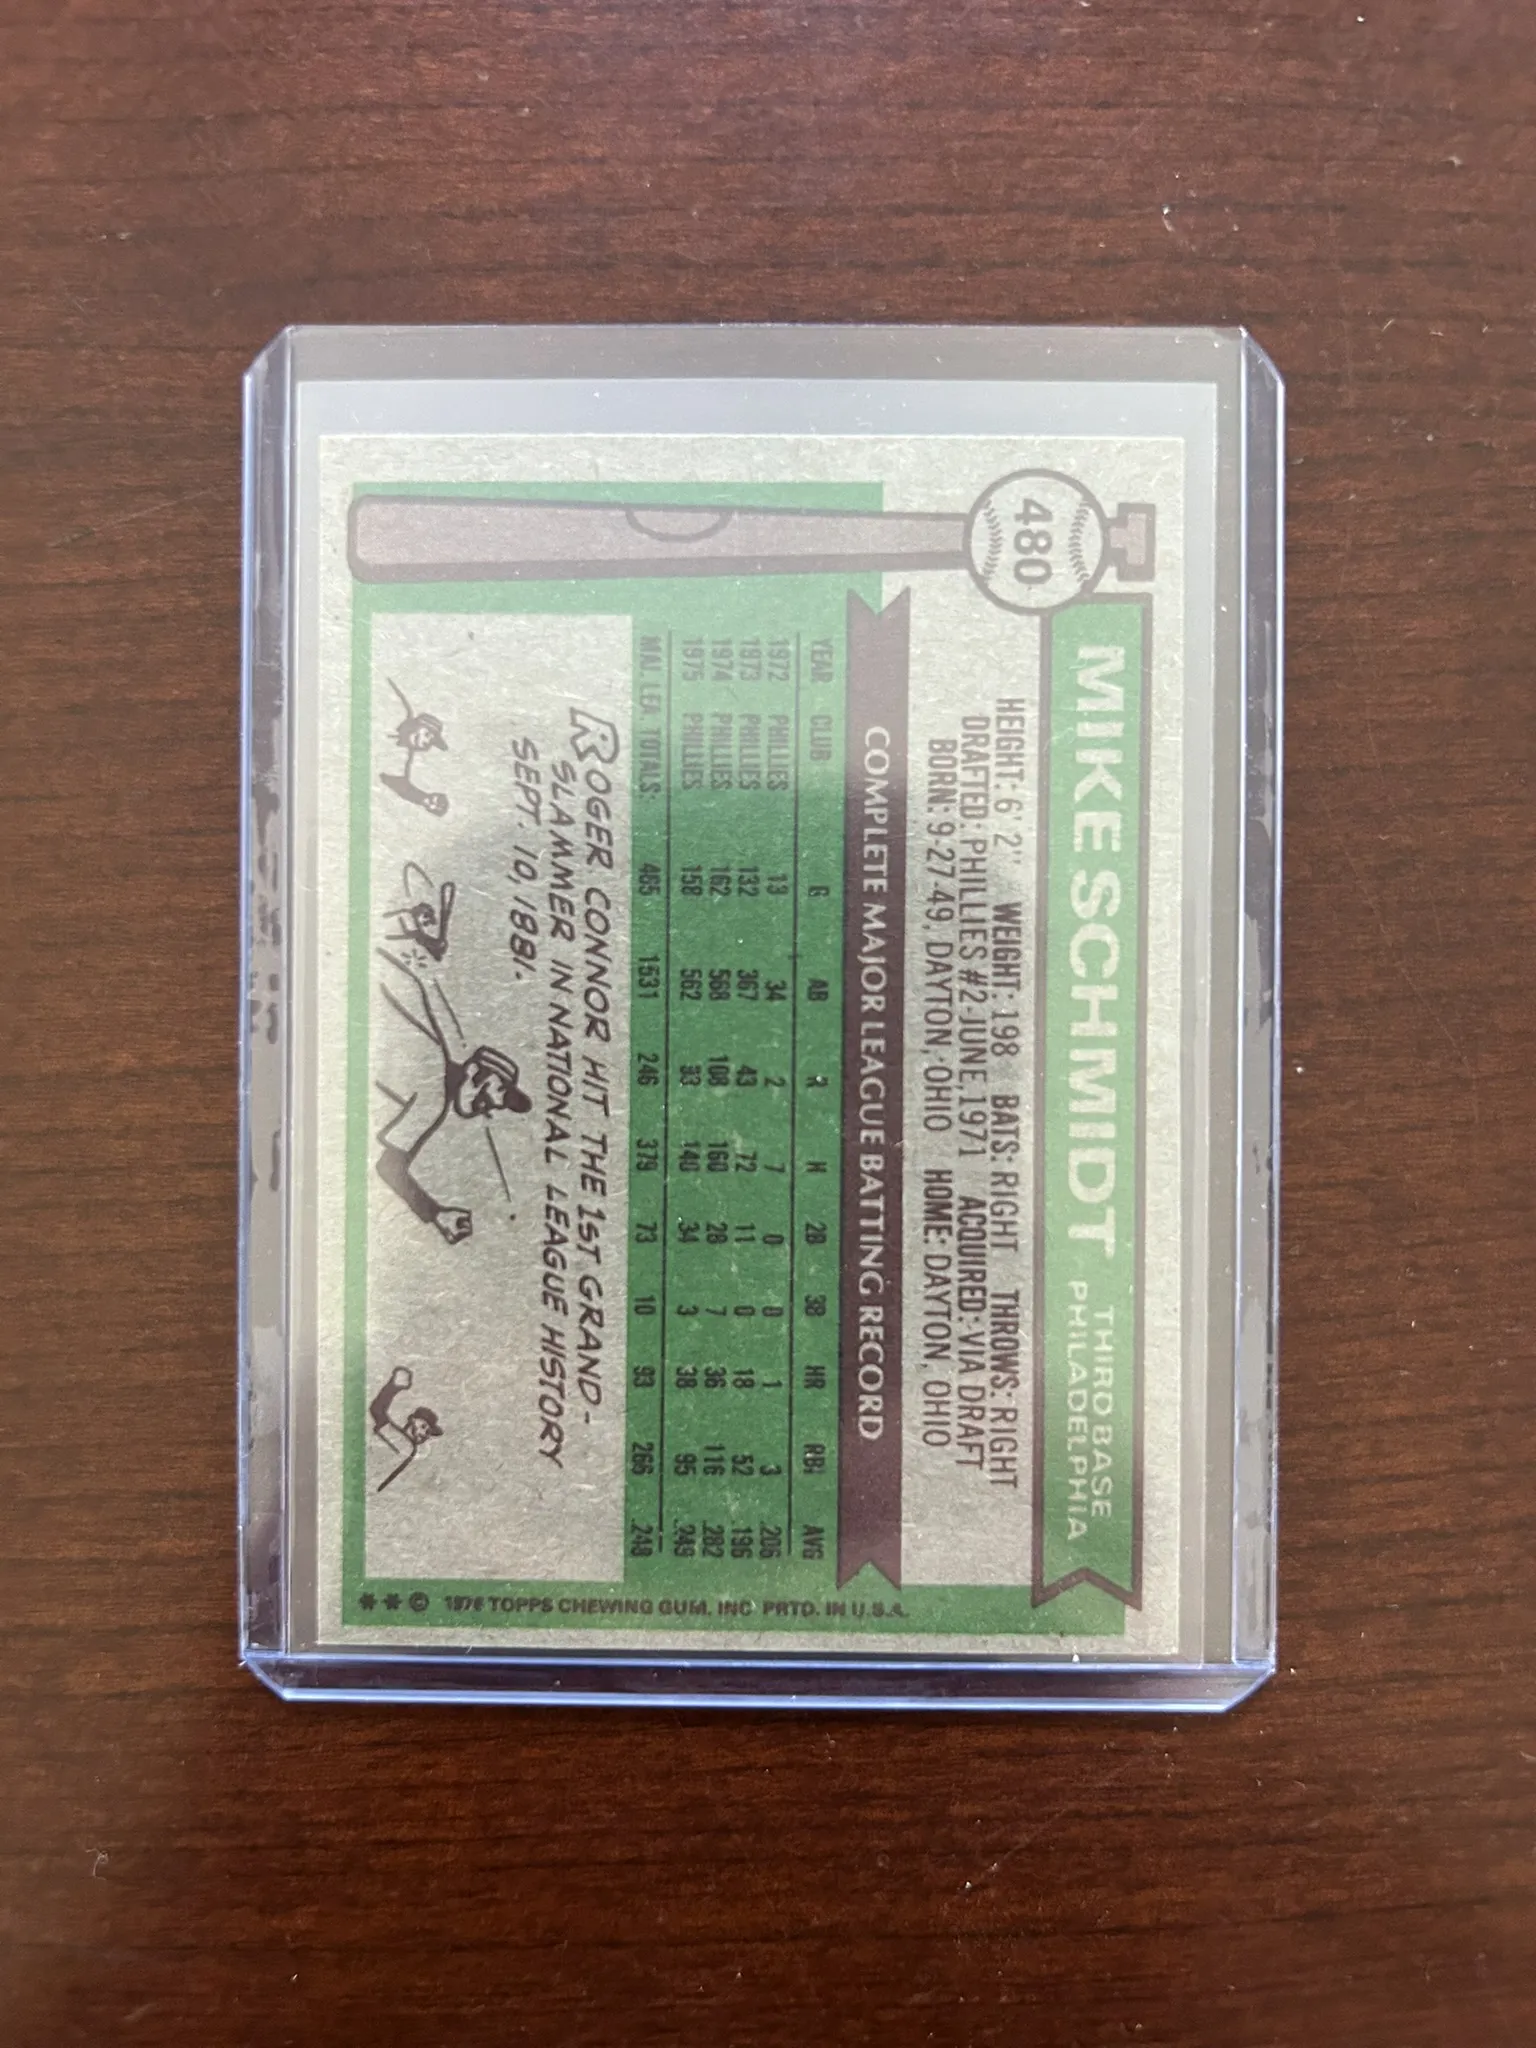 480
MIKE SCHMIDT THIRD BASE
PHILADELPHIA
HEIGHT: 6' 2" WEIGHT: 198 BATS: RIGHT THROWS: RIGHT
DRAFTED: PHILLIES #2-JUNE, 1971 ACQUIRED: VIA DRAFT
BORN: 9-27-49, DAYTON, OHIO HOME: DAYTON, OHIO
COMPLETE MAJOR LEAGUE BATTING RECORD
YEAR CLUB G AB R H 2B 3B HR RBI AVG
1972 PHILLIES 13 34 2 7 0 0 1 3 .206
1973 PHILLIES 132 367 43 72 11 0 18 52 .196
1974 PHILLIES 162 568 108 160 28 7 36 116 .282
1975 PHILLIES 158 562 93 140 34 3 38 95 .249
MAJ. LEA. TOTALS: 465 1531 246 379 73 10 93 266 .248
ROGER CONNOR HIT THE 1ST GRAND-
SLAMMER IN NATIONAL LEAGUE HISTORY
SEPT. 10, 1881.
* * © 1976 TOPPS CHEWING GUM, INC PRTD. IN U.S.A.